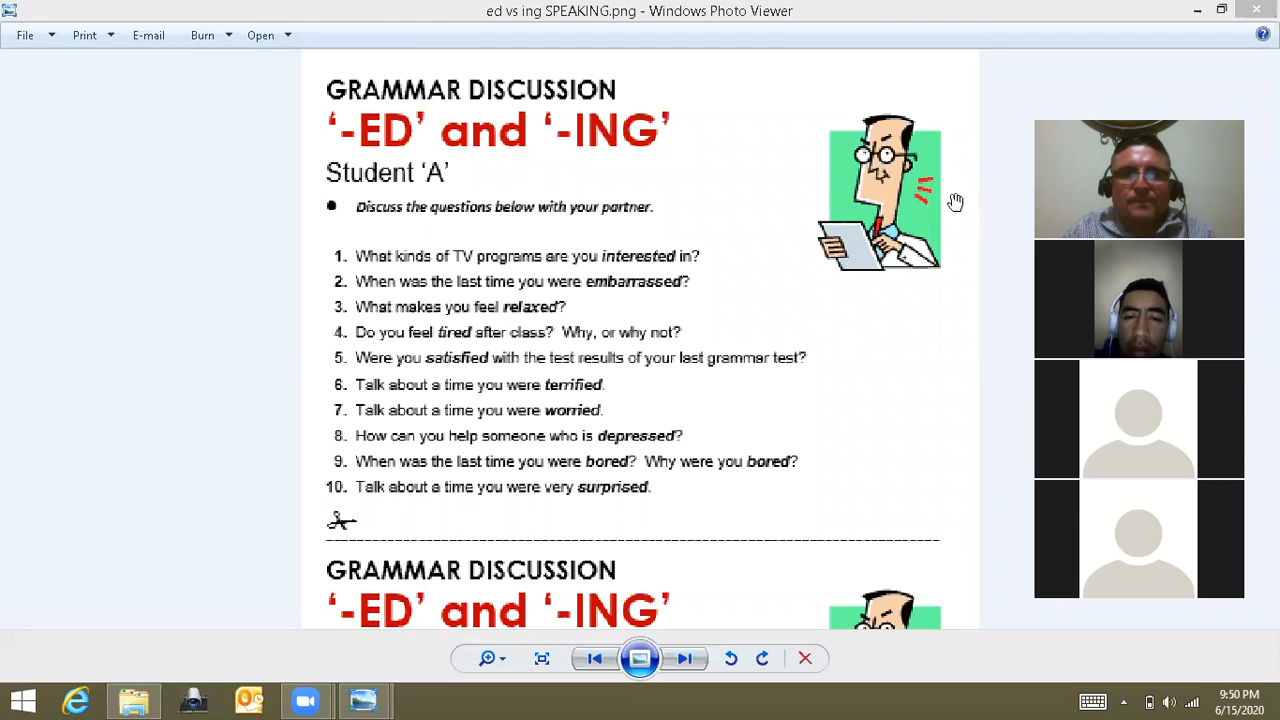 ed vs ing SPEAKING.png - Windows Photo Viewer
File Print E-mail Burn Open
GRAMMAR DISCUSSION
‘-ED’ and ‘-ING’
Student ‘A’
● Discuss the questions below with your partner.
1. What kinds of TV programs are you interested in?
2. When was the last time you were embarrassed?
3. What makes you feel relaxed?
4. Do you feel tired after class? Why, or why not?
5. Were you satisfied with the test results of your last grammar test?
6. Talk about a time you were terrified.
7. Talk about a time you were worried.
8. How can you help someone who is depressed?
9. When was the last time you were bored? Why were you bored?
10. Talk about a time you were very surprised.
GRAMMAR DISCUSSION
‘-ED’ and ‘-ING’
9:50 PM
6/15/2020